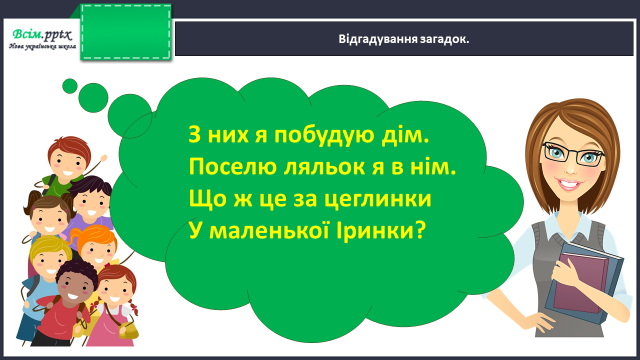 Всім.pptx
Нова українська школа
Відгадування загадок.
З них я побудую дім.
Поселю ляльок я в нім.
Що ж це за цеглинки
У маленької Іринки?